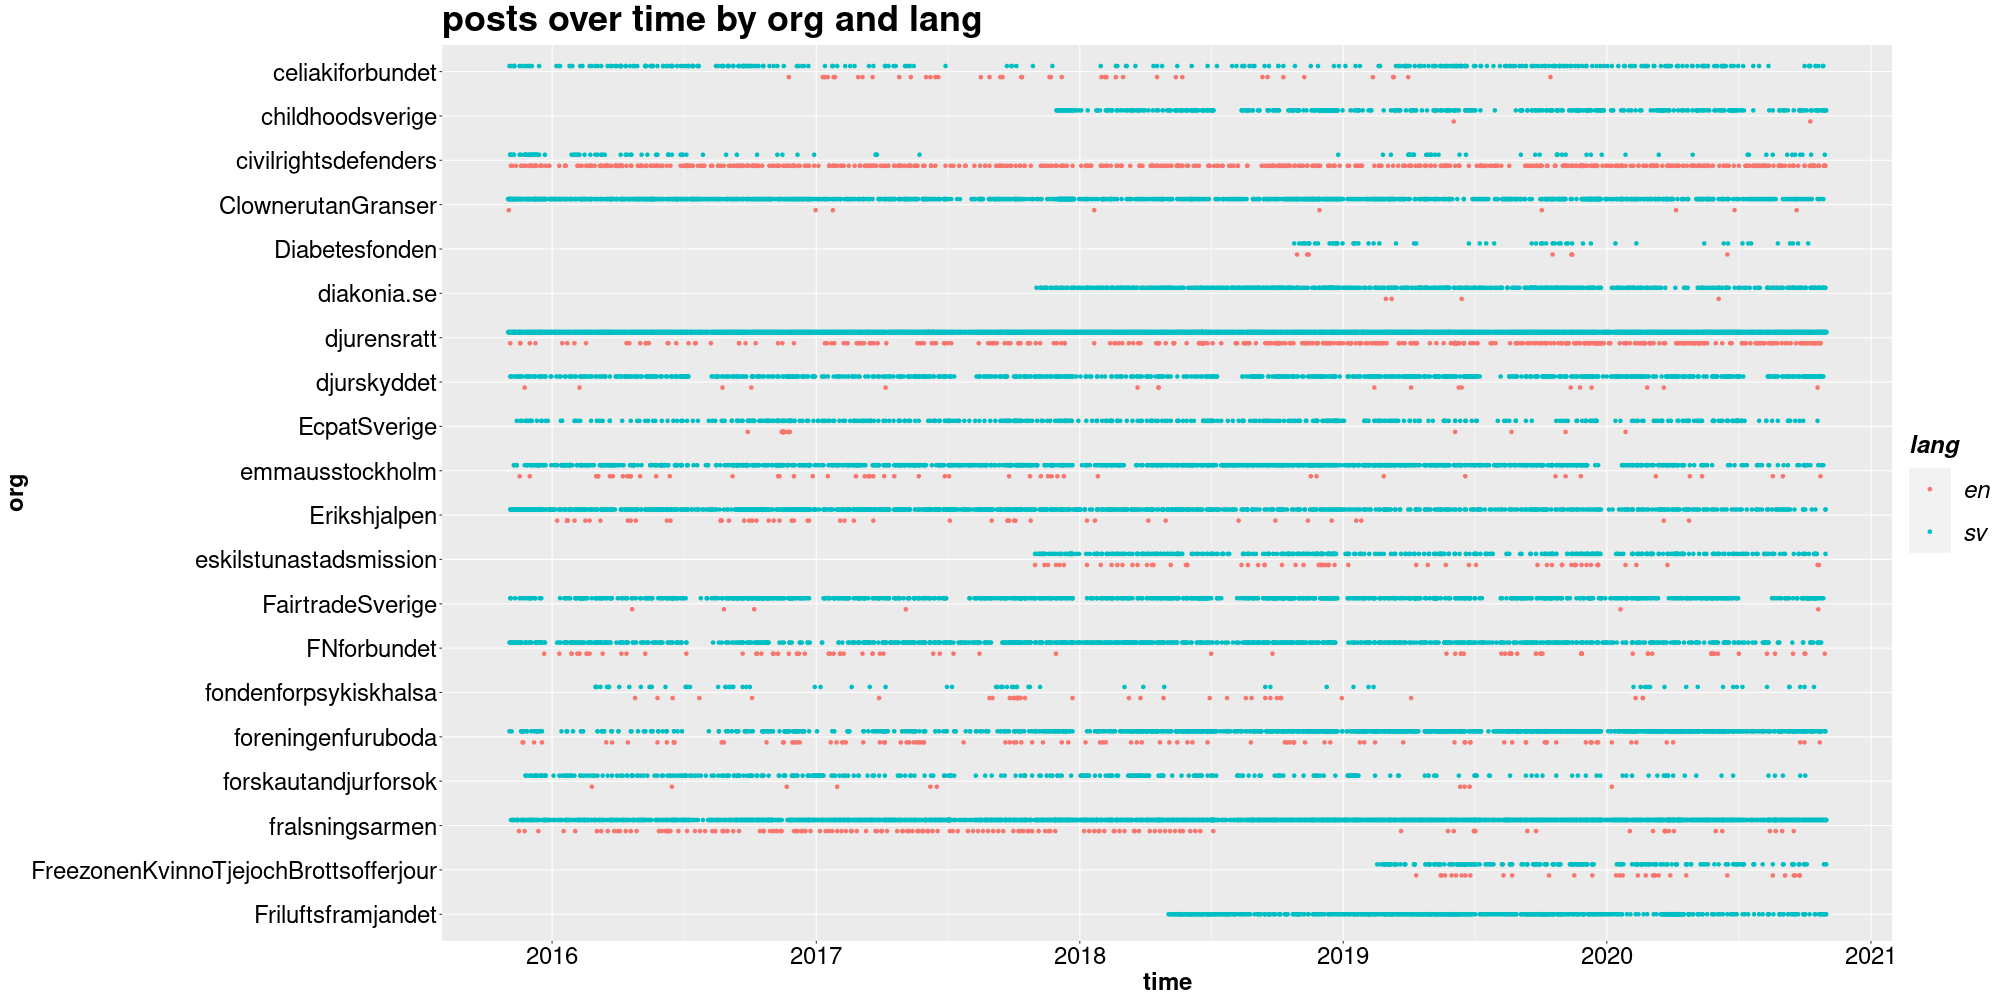 posts over time by org and lang
celiakiforbundet
childhoodsverige
civilrightsdefenders
ClownerutanGranser
Diabetesfonden
diakonia.se
djurensratt
djurskyddet
EcpatSverige
emmausstockholm
Erikshjalpen
eskilstunastadsmission
FairtradeSverige
FNforbundet
fondenforpsykiskhalsa
foreningenfuruboda
forskautandjurforsok
fralsningsarmen
FreezonenKvinnoTjejochBrottsofferjour
Friluftsframjandet
org
2016 2017 2018 2019 2020 2021
time
lang
en
sv